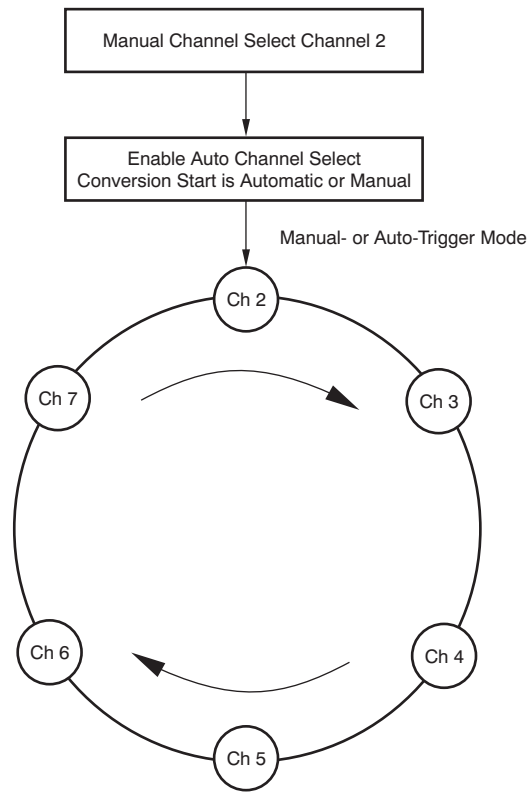 Manual Channel Select Channel 2
Enable Auto Channel Select
Conversion Start is Automatic or Manual
Manual- or Auto-Trigger Mode
Ch 2
Ch 7
Ch 3
Ch 6
Ch 4
Ch 5